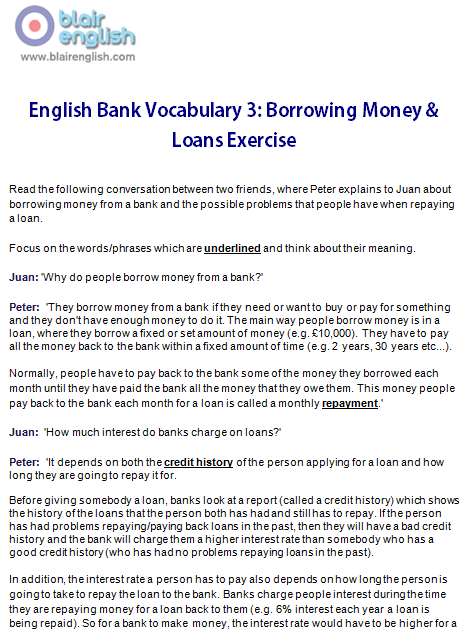 blair
english
www.blairenglish.com
English Bank Vocabulary 3: Borrowing Money &
Loans Exercise
Read the following conversation between two friends, where Peter explains to Juan about
borrowing money from a bank and the possible problems that people have when repaying
a loan.
Focus on the words/phrases which are underlined and think about their meaning.
Juan: 'Why do people borrow money from a bank?'
Peter: 'They borrow money from a bank if they need or want to buy or pay for something
and they don't have enough money to do it. The main way people borrow money is in a
loan, where they borrow a fixed or set amount of money (e.g. £10,000). They have to pay
all the money back to the bank within a fixed amount of time (e.g. 2 years, 30 years etc...).
Normally, people have to pay back to the bank some of the money they borrowed each
month until they have paid the bank all the money that they owe them. This money people
pay back to the bank each month for a loan is called a monthly repayment.'
Juan: 'How much interest do banks charge on loans?'
Peter: 'It depends on both the credit history of the person applying for a loan and how
long they are going to repay it for.
Before giving somebody a loan, banks look at a report (called a credit history) which shows
the history of the loans that the person both has had and still has to repay. If the person
has had problems repaying/paying back loans in the past, then they will have a bad credit
history and the bank will charge them a higher interest rate than somebody who has a
good credit history (who has had no problems repaying loans in the past).
In addition, the interest rate a person has to pay also depends on how long the person is
going to take to repay the loan to the bank. Banks charge people interest during the time
they are repaying money for a loan back to them (e.g. 6% interest each year a loan is
being repaid). So for a bank to make money, the interest rate would have to be higher for a